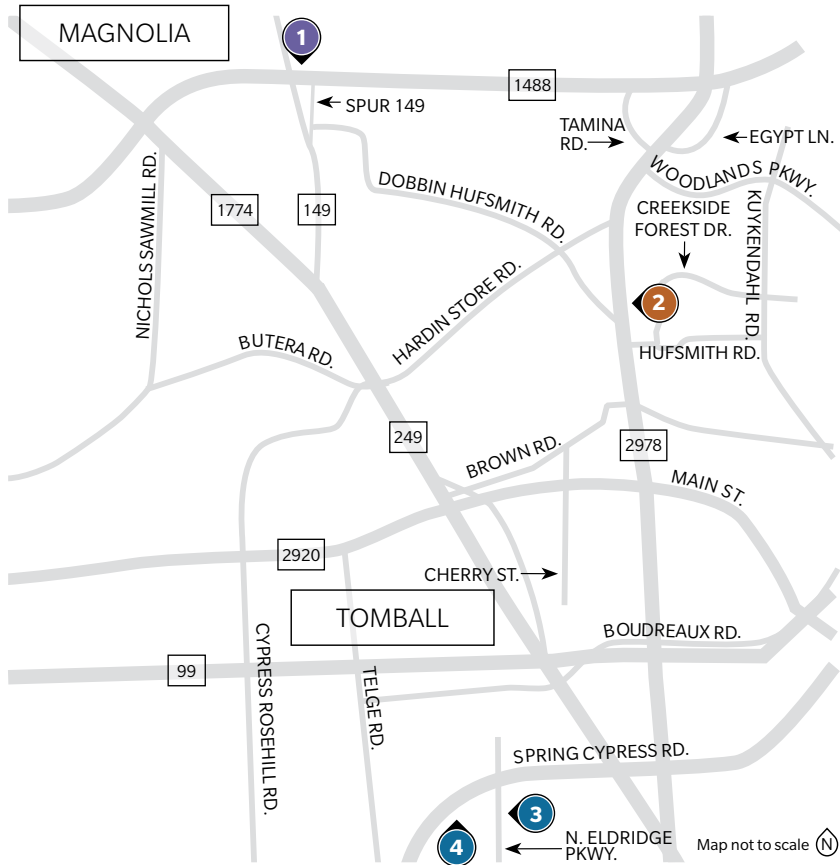 MAGNOLIA
1
1488
SPUR 149
TAMINA
RD.
EGYPT LN.
WOODLANDS PKWY.
NICHOLS SAWMILL RD.
1774
149
DOBBIN HUFSMITH RD.
CREEKSIDE
FOREST DR.
KUYKENDAHL RD.
HARDIN STORE RD.
2
BUTERA RD.
HUFSMITH RD.
249
BROWN RD.
2978
MAIN ST.
2920
CHERRY ST.
TOMBALL
BOUDREAUX RD.
99
CYPRESS ROSEHILL RD.
TELGE RD.
SPRING CYPRESS RD.
3
4
N. ELDRIDGE
PKWY.
Map not to scale N